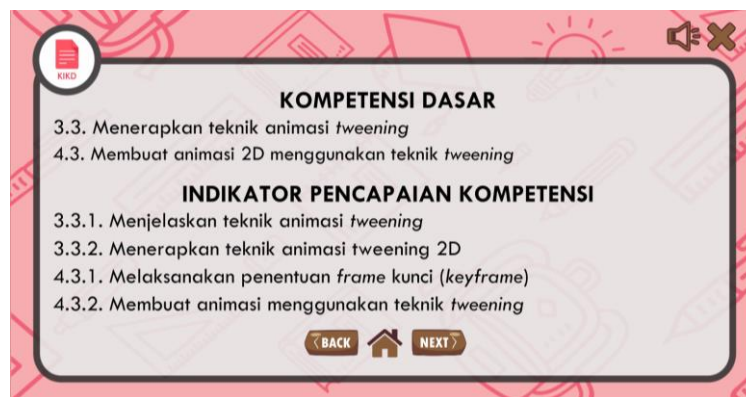 KIKD
KOMPETENSI DASAR
3.3. Menerapkan teknik animasi tweening
4.3. Membuat animasi 2D menggunakan teknik tweening
INDIKATOR PENCAPAIAN KOMPETENSI
3.3.1. Menjelaskan teknik animasi tweening
3.3.2. Menerapkan teknik animasi tweening 2D
4.3.1. Melaksanakan penentuan frame kunci (keyframe)
4.3.2. Membuat animasi menggunakan teknik tweening
BACK NEXT